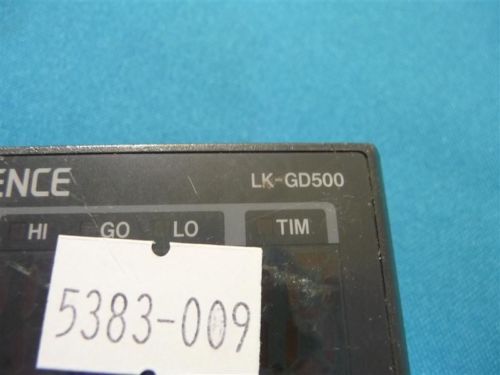 ENCE LK-GD500
HI GO LO TIM
5383-009